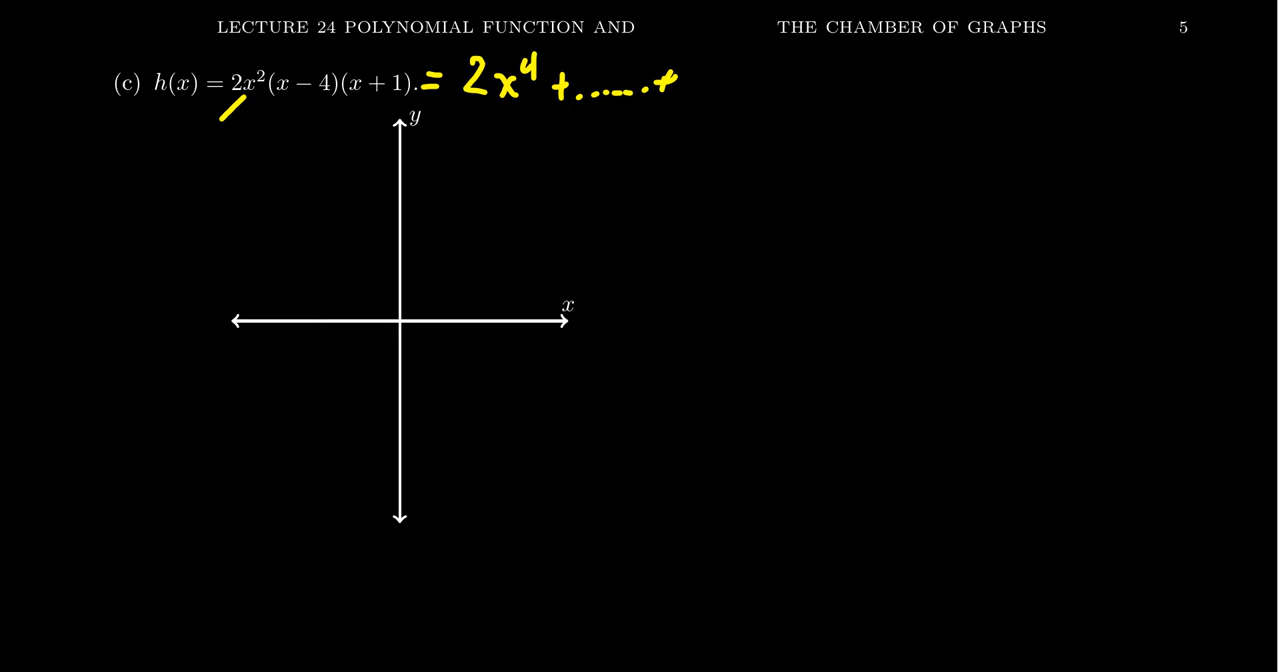 LECTURE 24 POLYNOMIAL FUNCTION AND THE CHAMBER OF GRAPHS 5
(c) h(x) = 2x²(x − 4)(x + 1). = 2x⁴ + ....... +
y
x